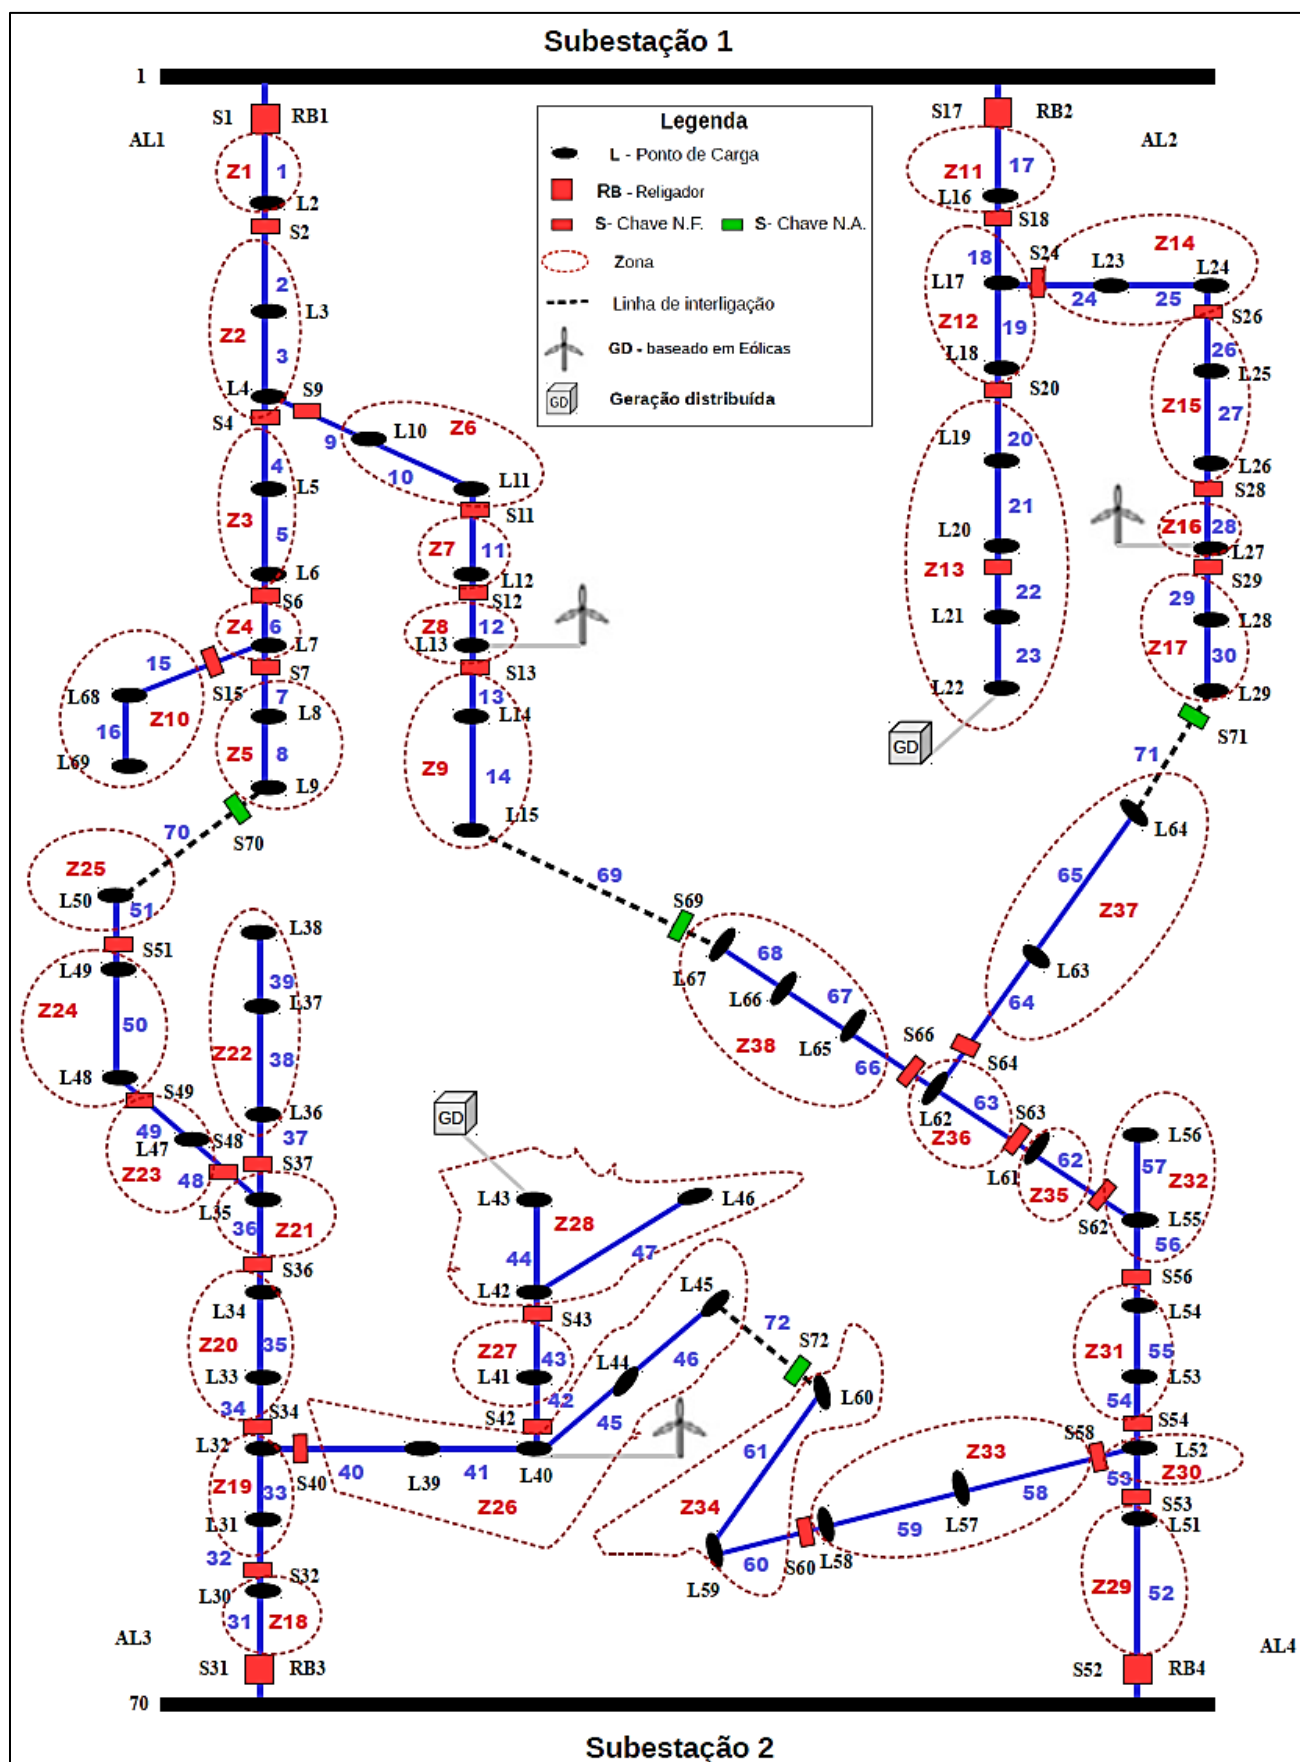 Subestação 1
1
S1 RB1
AL1
Z1 1
L2
S2
2
L3
Z2
3
L4 S9
S4
9 L10 Z6
10
L11
S11
4
L5
Z3 5
L6
S6
Z7 11
L12
S12
Z8 12
L13
S13
Z4 6
L7
S7
15
S15
L68
Z10
16
L69
7
L8
Z5 8
L9
S70
70
13
L14
Z9
14
L15
69
S69
Legenda
L - Ponto de Carga
RB - Religador
S- Chave N.F. S- Chave N.A.
Zona
Linha de interligação
GD - baseado em Eólicas
GD Geração distribuída
S17 RB2
AL2
Z11 17
L16
S18
18
S24
L17
Z12 19
L18
S20
L23 Z14
L24
24 25
S26
26
L25
Z15 27
L26
S28
Z16 28
L27
S29
29
L28
Z17 30
L29
S71
71
L19 20
21
L20
Z13
22
L21
23
L22
GD
L64
65
Z37
L63
64
S64
Z25
L50
51
S51
L49
Z24
50
L48
S49
49
L47 S48
Z23 48
L38
39
L37
Z22
38
L36
37
S37
L35
36 Z21
S36
L34
Z20 35
L33
34
S34
L32
S40
Z19
33
L31
32
S32
L30
31 Z18
S31 RB3
AL3
GD
L43 L46
Z28
44 47
L42
S43
Z27 43
L41
42
S42
L45
L44 46
45
40 41 L40
L39
Z26
72
S72
L60
61
Z34
L59
60
S60
L67 68
L66 67
Z38 L65
66
S66
L62 63
S63
Z36
L61 62
Z35
S62
L56
57
Z32
L55
56
S56
L54
Z31 55
L53
54
S54
S58
L52
53 Z30
S53
L51
Z33
58
L57
59
L58
Z29 52
S52 RB4
AL4
70
Subestação 2